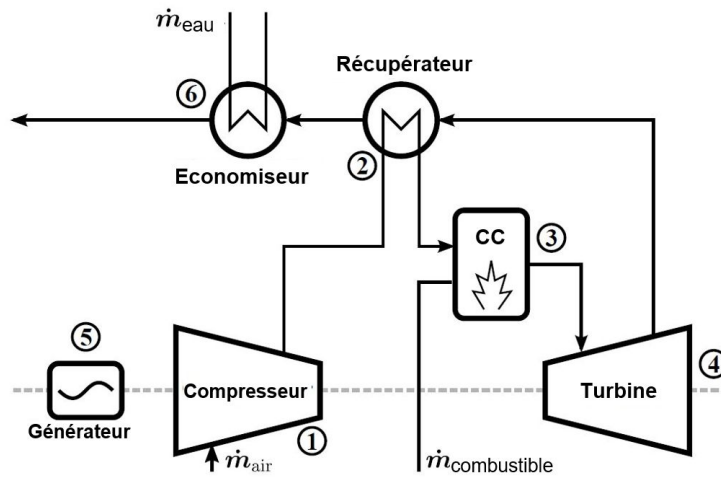 ṁeau
Récupérateur
⑥
②
Economiseur
CC
③
⑤
④
Compresseur
Turbine
Générateur
①
ṁair
ṁcombustible